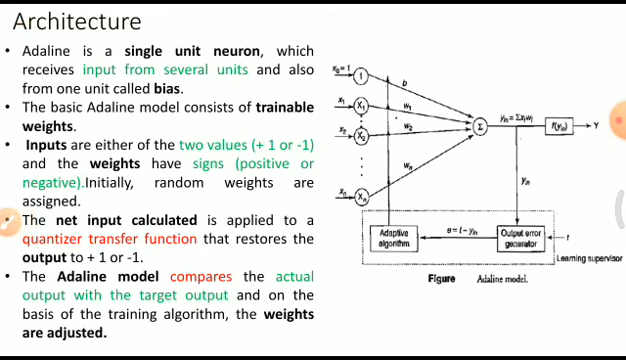 Architecture
• Adaline is a single unit neuron, which
receives input from several units and also
from one unit called bias.
• The basic Adaline model consists of trainable
weights.
• Inputs are either of the two values (+ 1 or -1)
and the weights have signs (positive or
negative).Initially, random weights are
assigned.
• The net input calculated is applied to a
quantizer transfer function that restores the
output to + 1 or -1.
• The Adaline model compares the actual
output with the target output and on the
basis of the training algorithm, the weights
are adjusted.
x₀=1 1 b
x₁ X₁ w₁
x₂ X₂ w₂
Σ yᵢₙ= Σxᵢwᵢ f(yᵢₙ) Y
wₙ
xₙ Xₙ
yᵢₙ
Adaptive
algorithm
e=t−yᵢₙ
Output error
generator
t
Learning supervisor
Figure Adaline model.